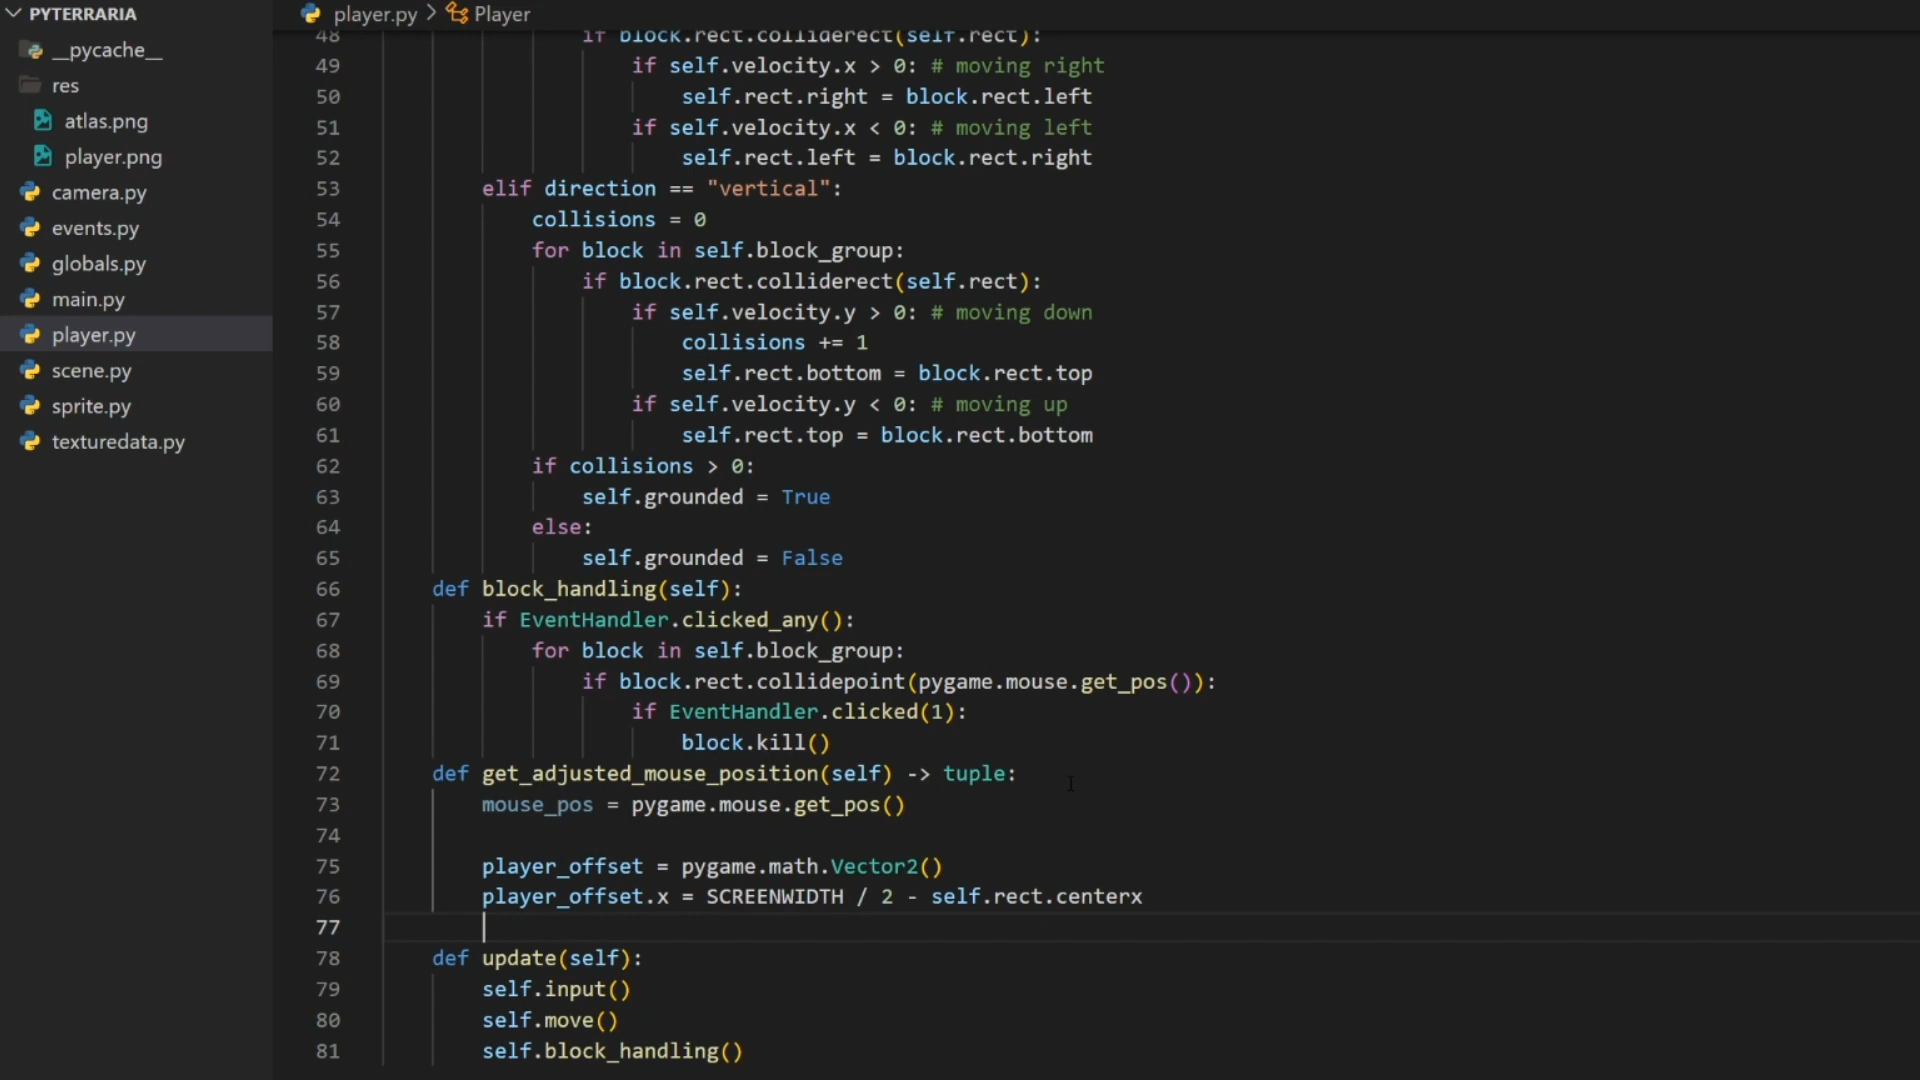 PYTERRARIA
__pycache__
res
atlas.png
player.png
camera.py
events.py
globals.py
main.py
player.py
scene.py
sprite.py
texturedata.py
player.py > Player
48 if block.rect.colliderect(self.rect):
49 if self.velocity.x > 0: # moving right
50 self.rect.right = block.rect.left
51 if self.velocity.x < 0: # moving left
52 self.rect.left = block.rect.right
53 elif direction == "vertical":
54 collisions = 0
55 for block in self.block_group:
56 if block.rect.colliderect(self.rect):
57 if self.velocity.y > 0: # moving down
58 collisions += 1
59 self.rect.bottom = block.rect.top
60 if self.velocity.y < 0: # moving up
61 self.rect.top = block.rect.bottom
62 if collisions > 0:
63 self.grounded = True
64 else:
65 self.grounded = False
66 def block_handling(self):
67 if EventHandler.clicked_any():
68 for block in self.block_group:
69 if block.rect.collidepoint(pygame.mouse.get_pos()):
70 if EventHandler.clicked(1):
71 block.kill()
72 def get_adjusted_mouse_position(self) -> tuple:
73 mouse_pos = pygame.mouse.get_pos()
74
75 player_offset = pygame.math.Vector2()
76 player_offset.x = SCREENWIDTH / 2 - self.rect.centerx
77
78 def update(self):
79 self.input()
80 self.move()
81 self.block_handling()